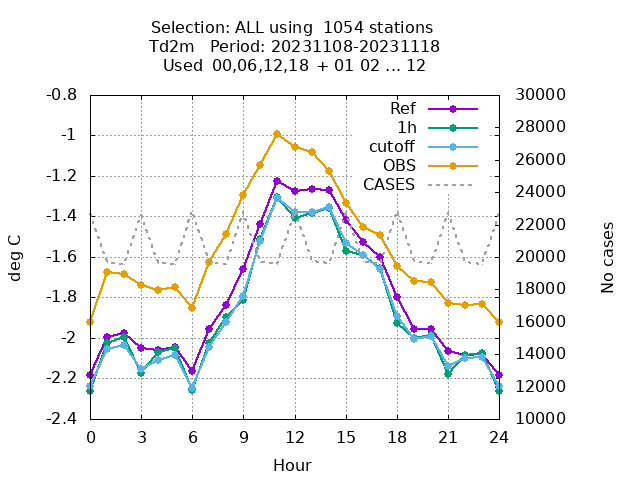 Selection: ALL using  1054 stations
Td2m   Period: 20231108-20231118
Used  00,06,12,18 + 01 02 ... 12
-0.8
-1
-1.2
-1.4
-1.6
-1.8
-2
-2.2
-2.4
deg C
Ref
1h
cutoff
OBS
CASES
30000
28000
26000
24000
22000
20000
18000
16000
14000
12000
10000
No cases
0 3 6 9 12 15 18 21 24
Hour